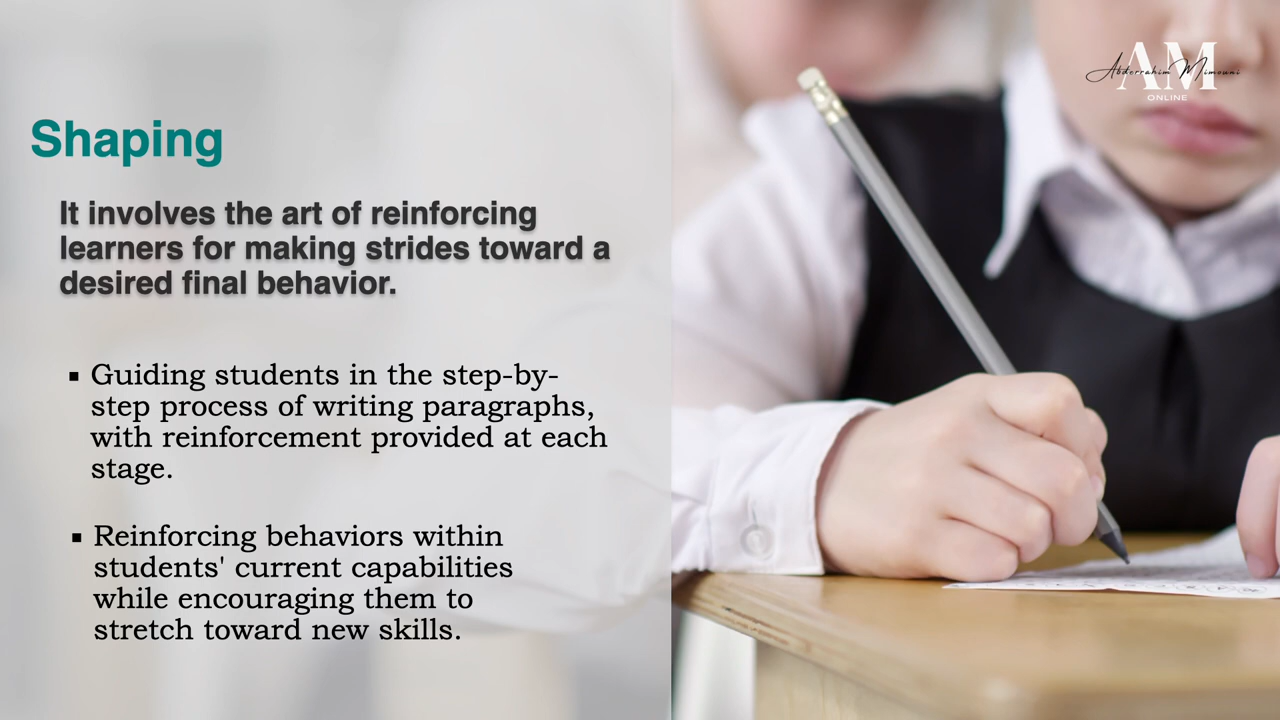 AM
Abderrahim Mimouni
ONLINE
Shaping
It involves the art of reinforcing
learners for making strides toward a
desired final behavior.
▪ Guiding students in the step-by-
step process of writing paragraphs,
with reinforcement provided at each
stage.
▪ Reinforcing behaviors within
students' current capabilities
while encouraging them to
stretch toward new skills.